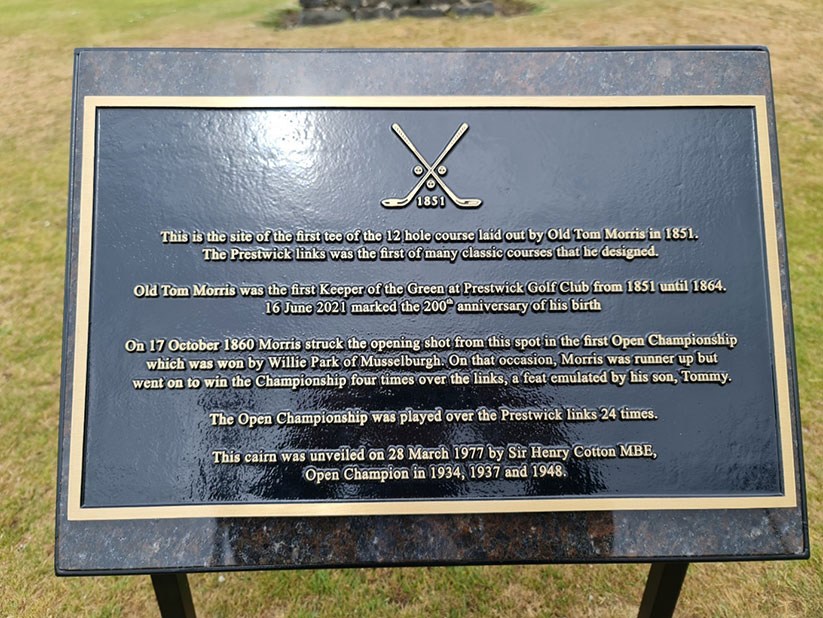 1851
This is the site of the first tee of the 12 hole course laid out by Old Tom Morris in 1851.
The Prestwick links was the first of many classic courses that he designed.
Old Tom Morris was the first Keeper of the Green at Prestwick Golf Club from 1851 until 1864.
16 June 2021 marked the 200th anniversary of his birth
On 17 October 1860 Morris struck the opening shot from this spot in the first Open Championship
which was won by Willie Park of Musselburgh. On that occasion, Morris was runner up but
went on to win the Championship four times over the links, a feat emulated by his son, Tommy.
The Open Championship was played over the Prestwick links 24 times.
This cairn was unveiled on 28 March 1977 by Sir Henry Cotton MBE,
Open Champion in 1934, 1937 and 1948.